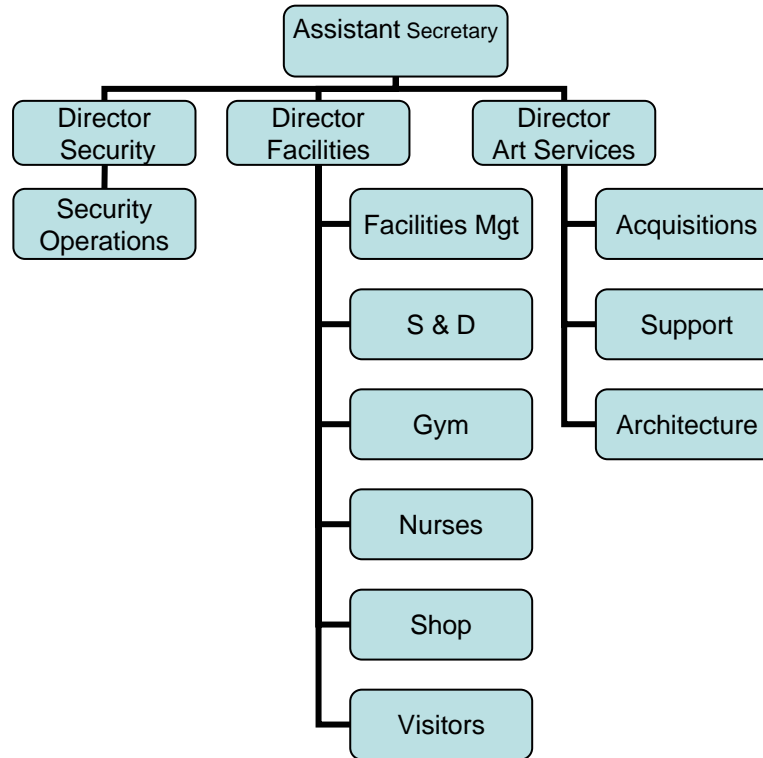 Assistant Secretary
Director
Security
Director
Facilities
Director
Art Services
Security
Operations
Facilities Mgt
Acquisitions
S & D
Support
Gym
Architecture
Nurses
Shop
Visitors